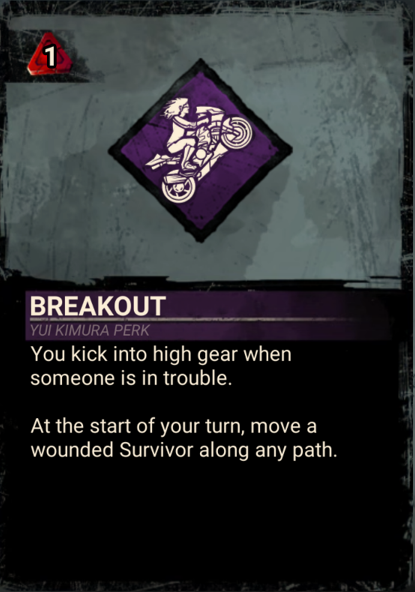 1
BREAKOUT
YUI KIMURA PERK
You kick into high gear when
someone is in trouble.
At the start of your turn, move a
wounded Survivor along any path.